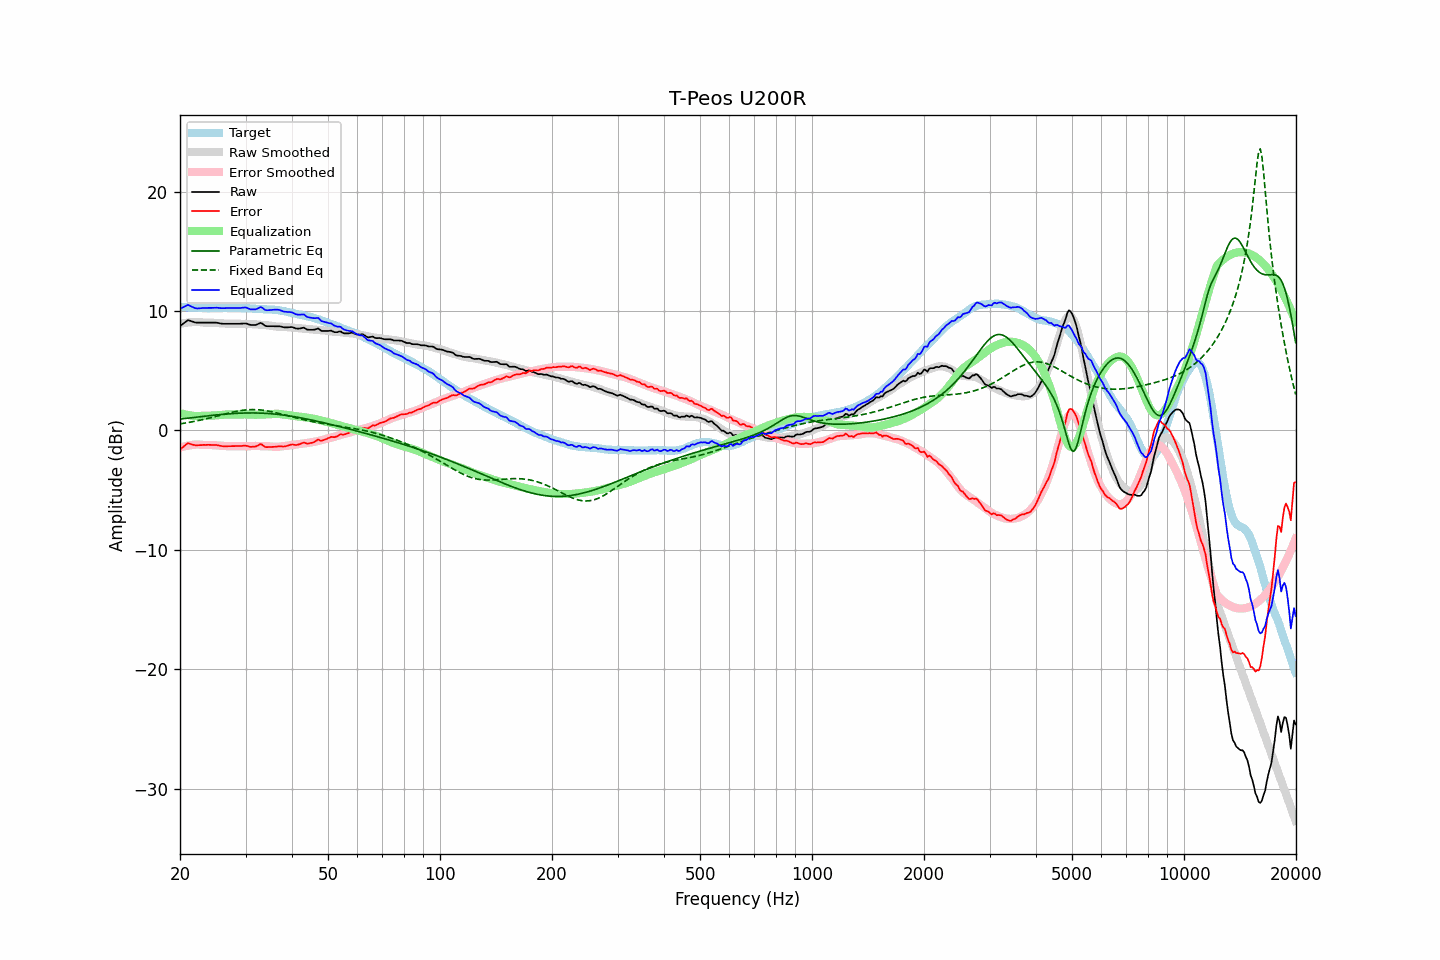 T-Peos U200R
Target
Raw Smoothed
Error Smoothed
Raw
Error
Equalization
Parametric Eq
Fixed Band Eq
Equalized
Amplitude (dBr)
20
10
0
−10
−20
−30
20 50 100 200 500 1000 2000 5000 10000 20000
Frequency (Hz)